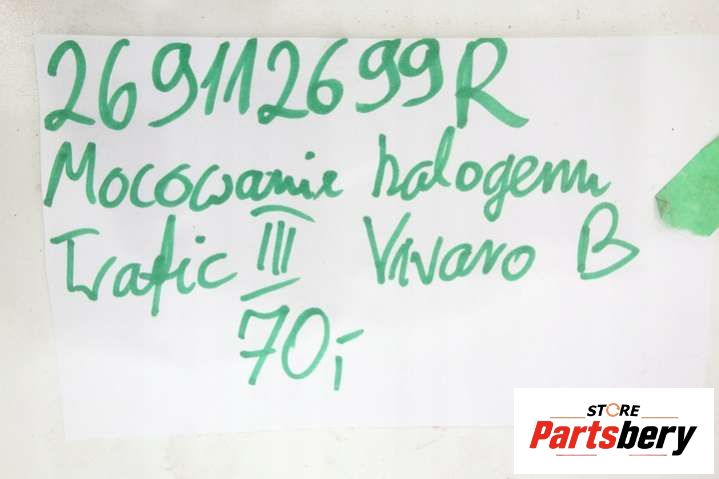 269112699R
Mocowanie halogenu
Trafic III Vivaro B
70,-
STORE
Partsbery